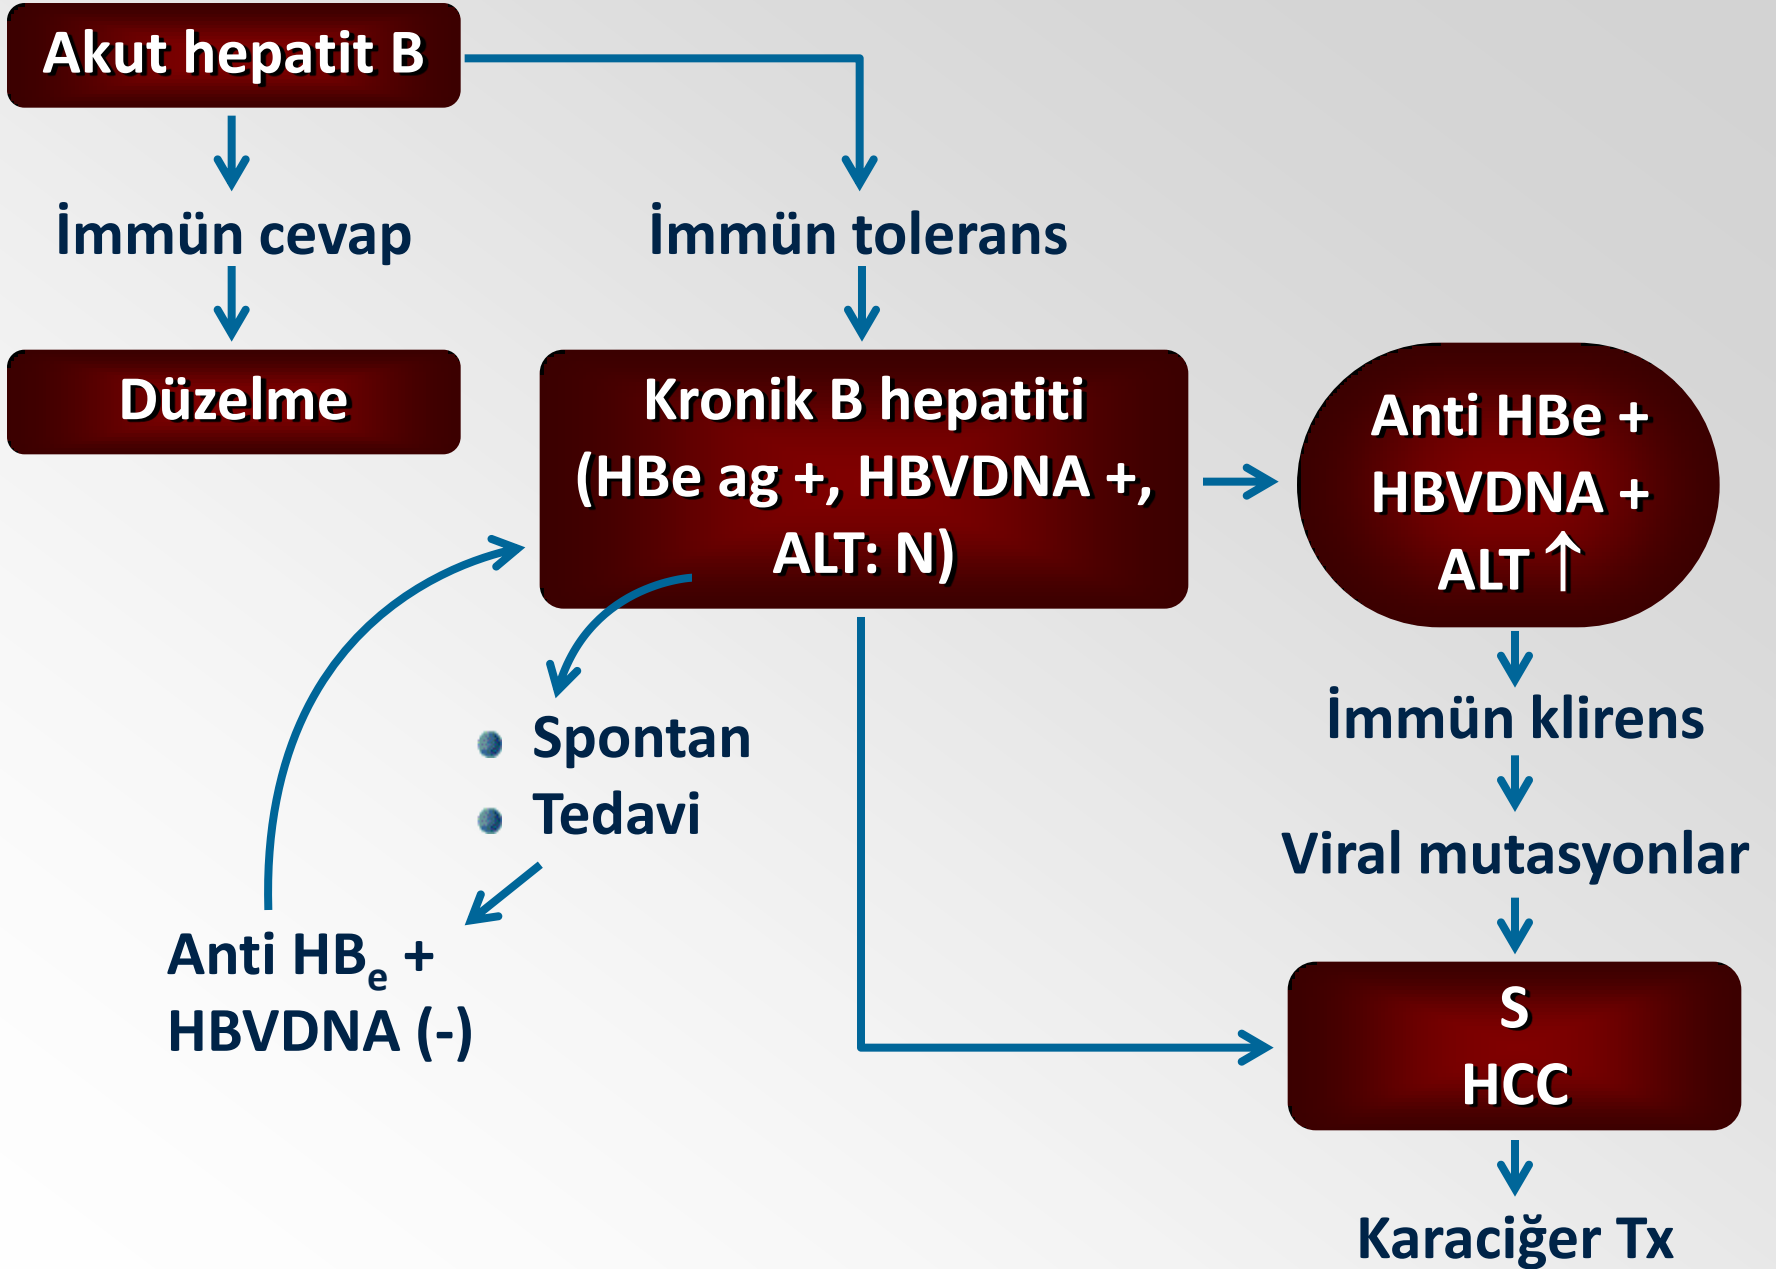 Akut hepatit B
İmmün cevap
İmmün tolerans
Düzelme
Kronik B hepatiti
(HBe ag +, HBVDNA +,
ALT: N)
Anti HBe +
HBVDNA +
ALT ↑
Spontan
Tedavi
Anti HBe +
HBVDNA (-)
İmmün klirens
Viral mutasyonlar
S
HCC
Karaciğer Tx